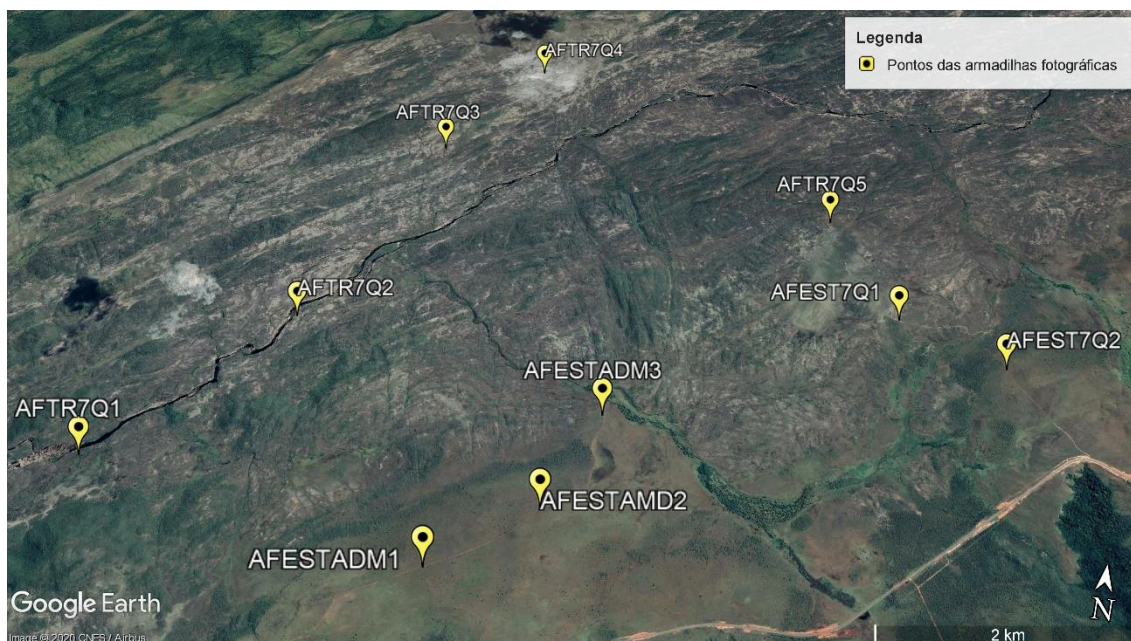 Legenda
Pontos das armadilhas fotográficas
AFTR7Q4
AFTR7Q3
AFTR7Q5
AFTR7Q2
AFEST7Q1
AFEST7Q2
AFESTADM3
AFTR7Q1
AFESTAMD2
AFESTADM1
Google Earth
N
Image © 2020 CNES / Airbus
2 km